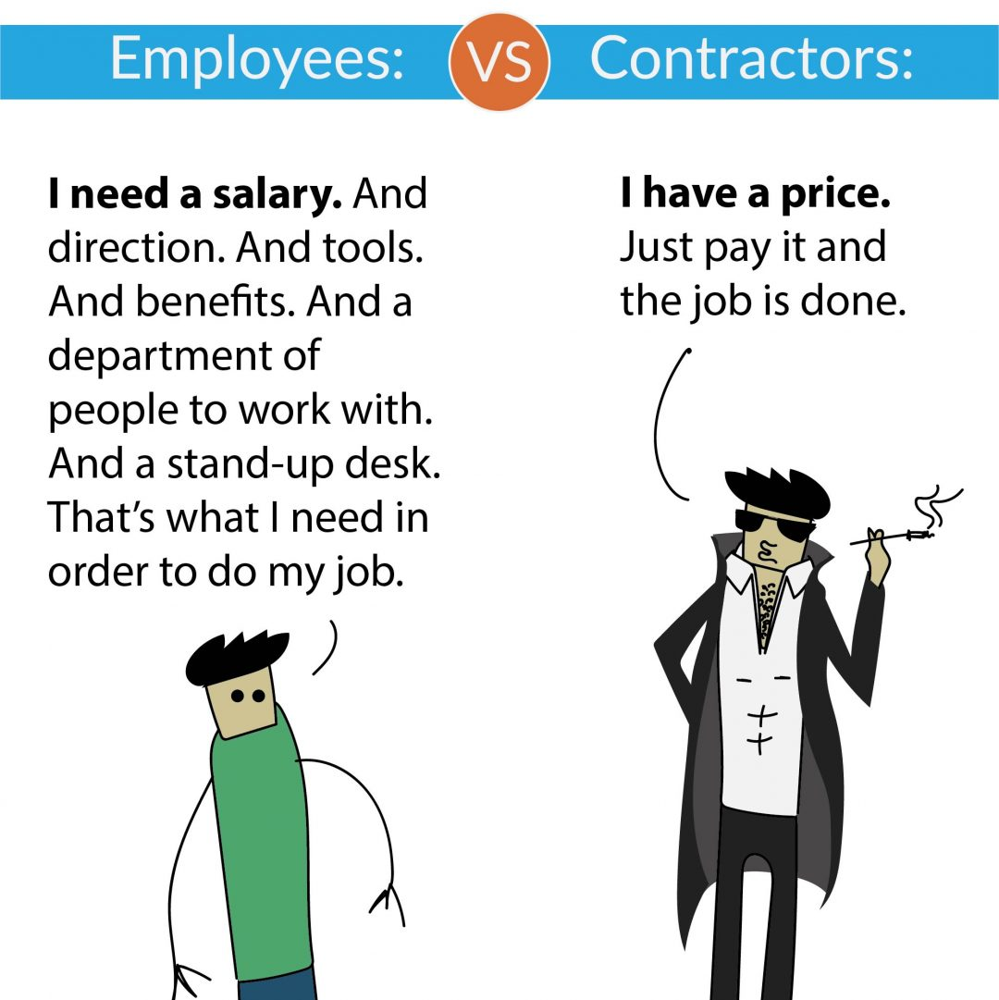 Employees: VS Contractors:
I need a salary. And
direction. And tools.
And benefits. And a
department of
people to work with.
And a stand-up desk.
That’s what I need in
order to do my job.
I have a price.
Just pay it and
the job is done.